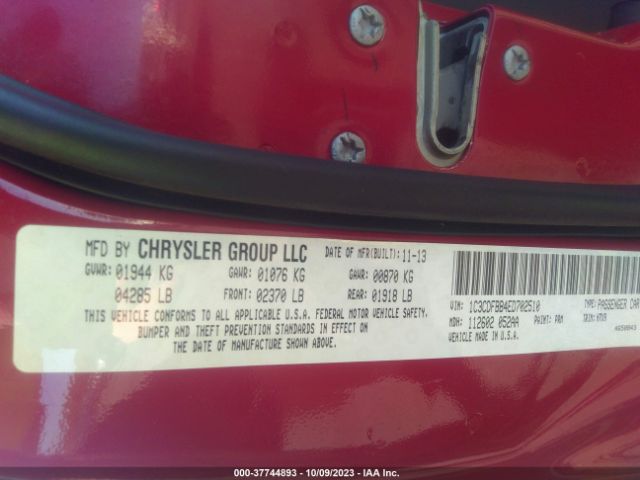 MFD BY CHRYSLER GROUP LLC DATE OF MFR(BUILT): 11-13
GVWR: 01944 KG GAWR: 01076 KG GAWR: 00870 KG
04285 LB FRONT: 02370 LB REAR: 01918 LB
THIS VEHICLE CONFORMS TO ALL APPLICABLE U.S.A. FEDERAL MOTOR VEHICLE SAFETY,
BUMPER AND THEFT PREVENTION STANDARDS IN EFFECT ON
THE DATE OF MANUFACTURE SHOWN ABOVE.
VIN: 1C3CDFBB4ED702510 TYPE: PASSENGER CAR
MDH: 112602 052AA PAINT: PRM TRIM:
VEHICLE MADE IN U.S.A.
000-37744893 - 10/09/2023 - IAA Inc.